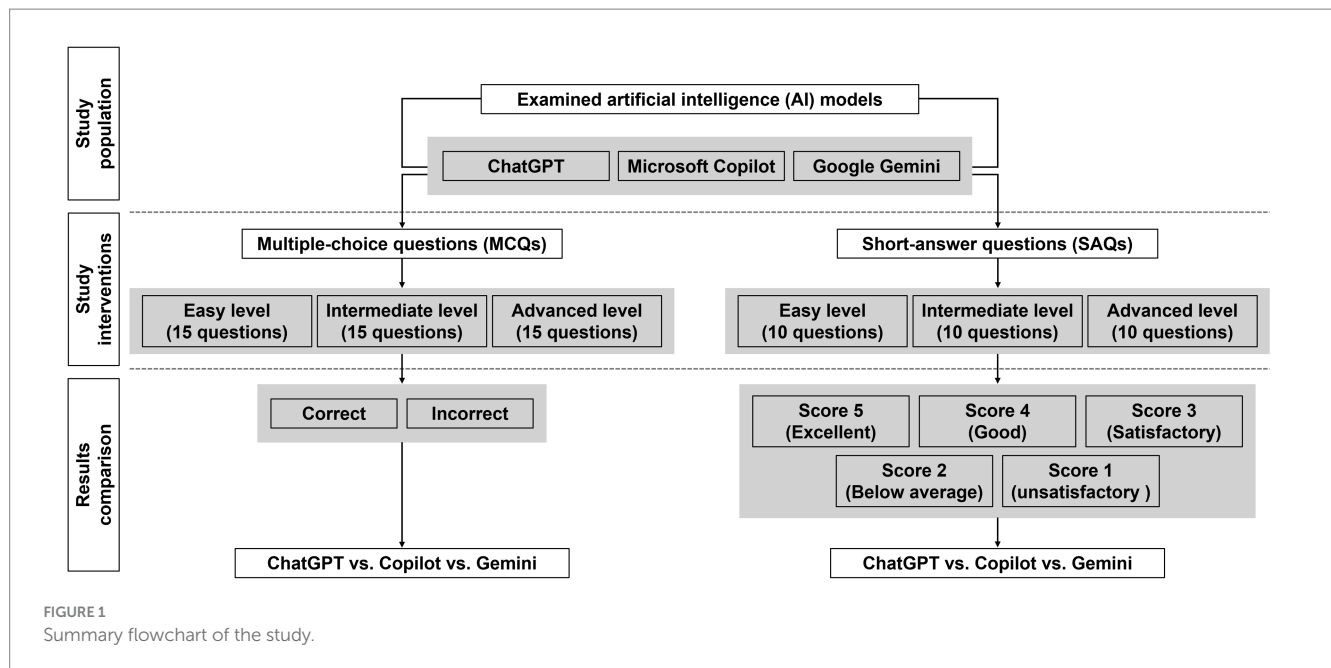 Study
population
Examined artificial intelligence (AI) models
ChatGPT
Microsoft Copilot
Google Gemini
Study
interventions
Multiple-choice questions (MCQs)
Short-answer questions (SAQs)
Easy level
(15 questions)
Intermediate level
(15 questions)
Advanced level
(15 questions)
Easy level
(10 questions)
Intermediate level
(10 questions)
Advanced level
(10 questions)
Results
comparison
Correct
Incorrect
Score 5
(Excellent)
Score 4
(Good)
Score 3
(Satisfactory)
Score 2
(Below average)
Score 1
(unsatisfactory )
ChatGPT vs. Copilot vs. Gemini
ChatGPT vs. Copilot vs. Gemini
FIGURE 1
Summary flowchart of the study.